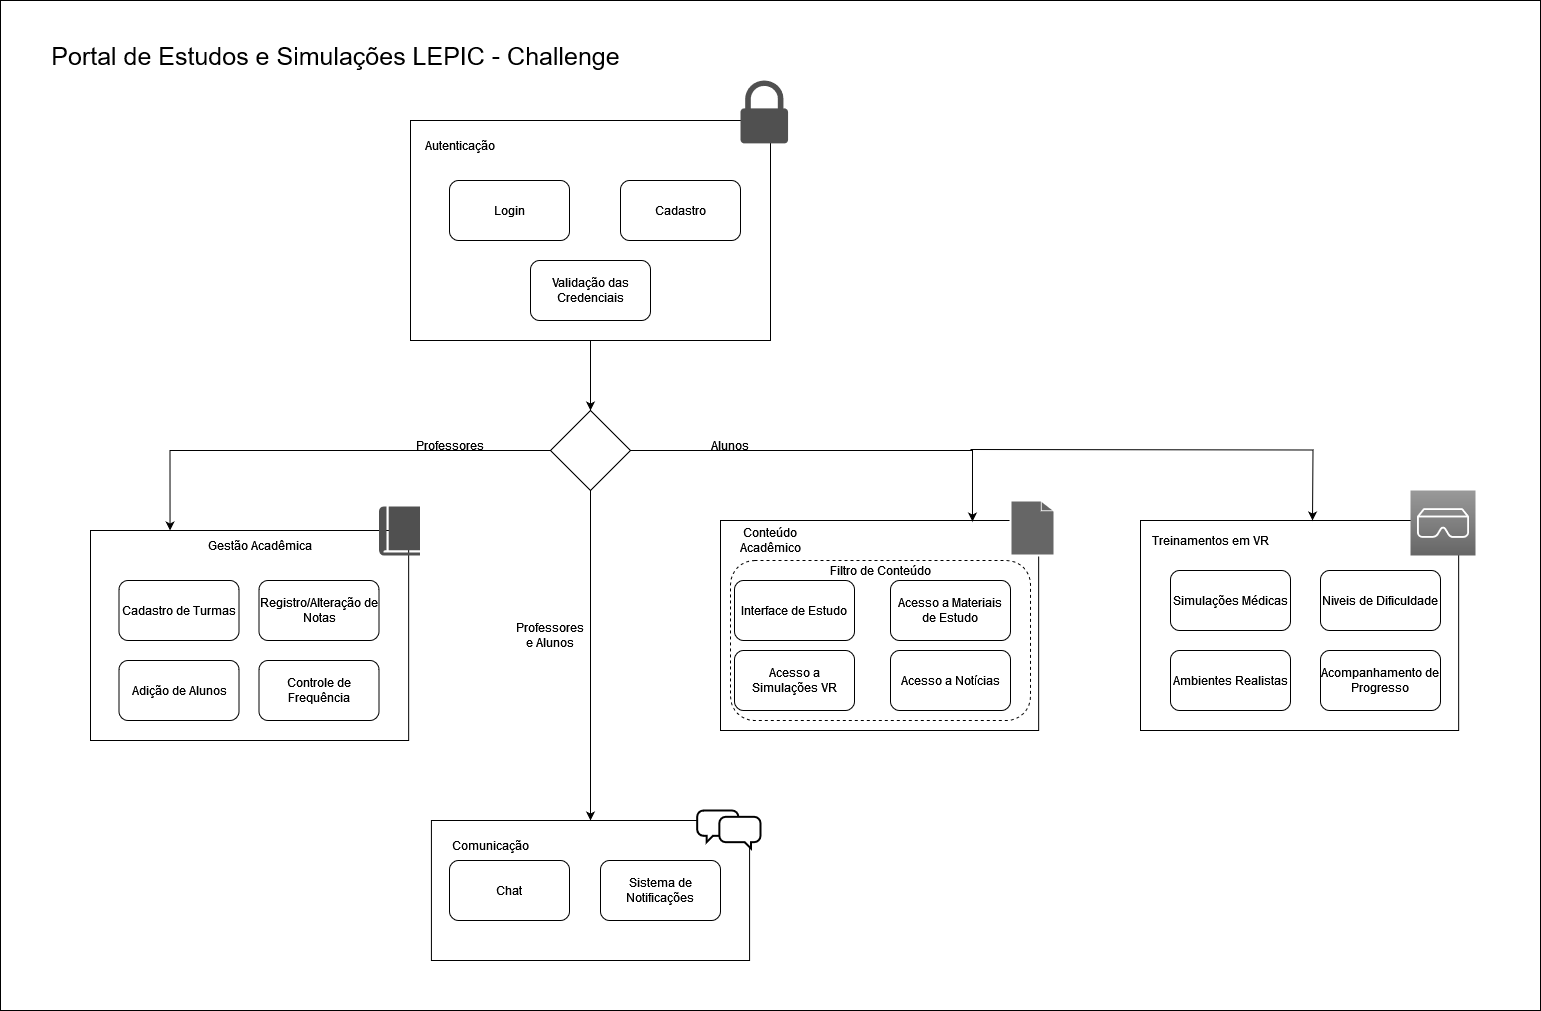 Portal de Estudos e Simulações LEPIC - Challenge
Autenticação
Login
Cadastro
Validação das
Credenciais
Professores
Alunos
Professores
e Alunos
Gestão Acadêmica
Cadastro de Turmas
Registro/Alteração de
Notas
Adição de Alunos
Controle de
Frequência
Conteúdo
Acadêmico
Filtro de Conteúdo
Interface de Estudo
Acesso a Materiais
de Estudo
Acesso a
Simulações VR
Acesso a Notícias
Treinamentos em VR
Simulações Médicas
Niveis de Dificuldade
Ambientes Realistas
Acompanhamento de
Progresso
Comunicação
Chat
Sistema de
Notificações